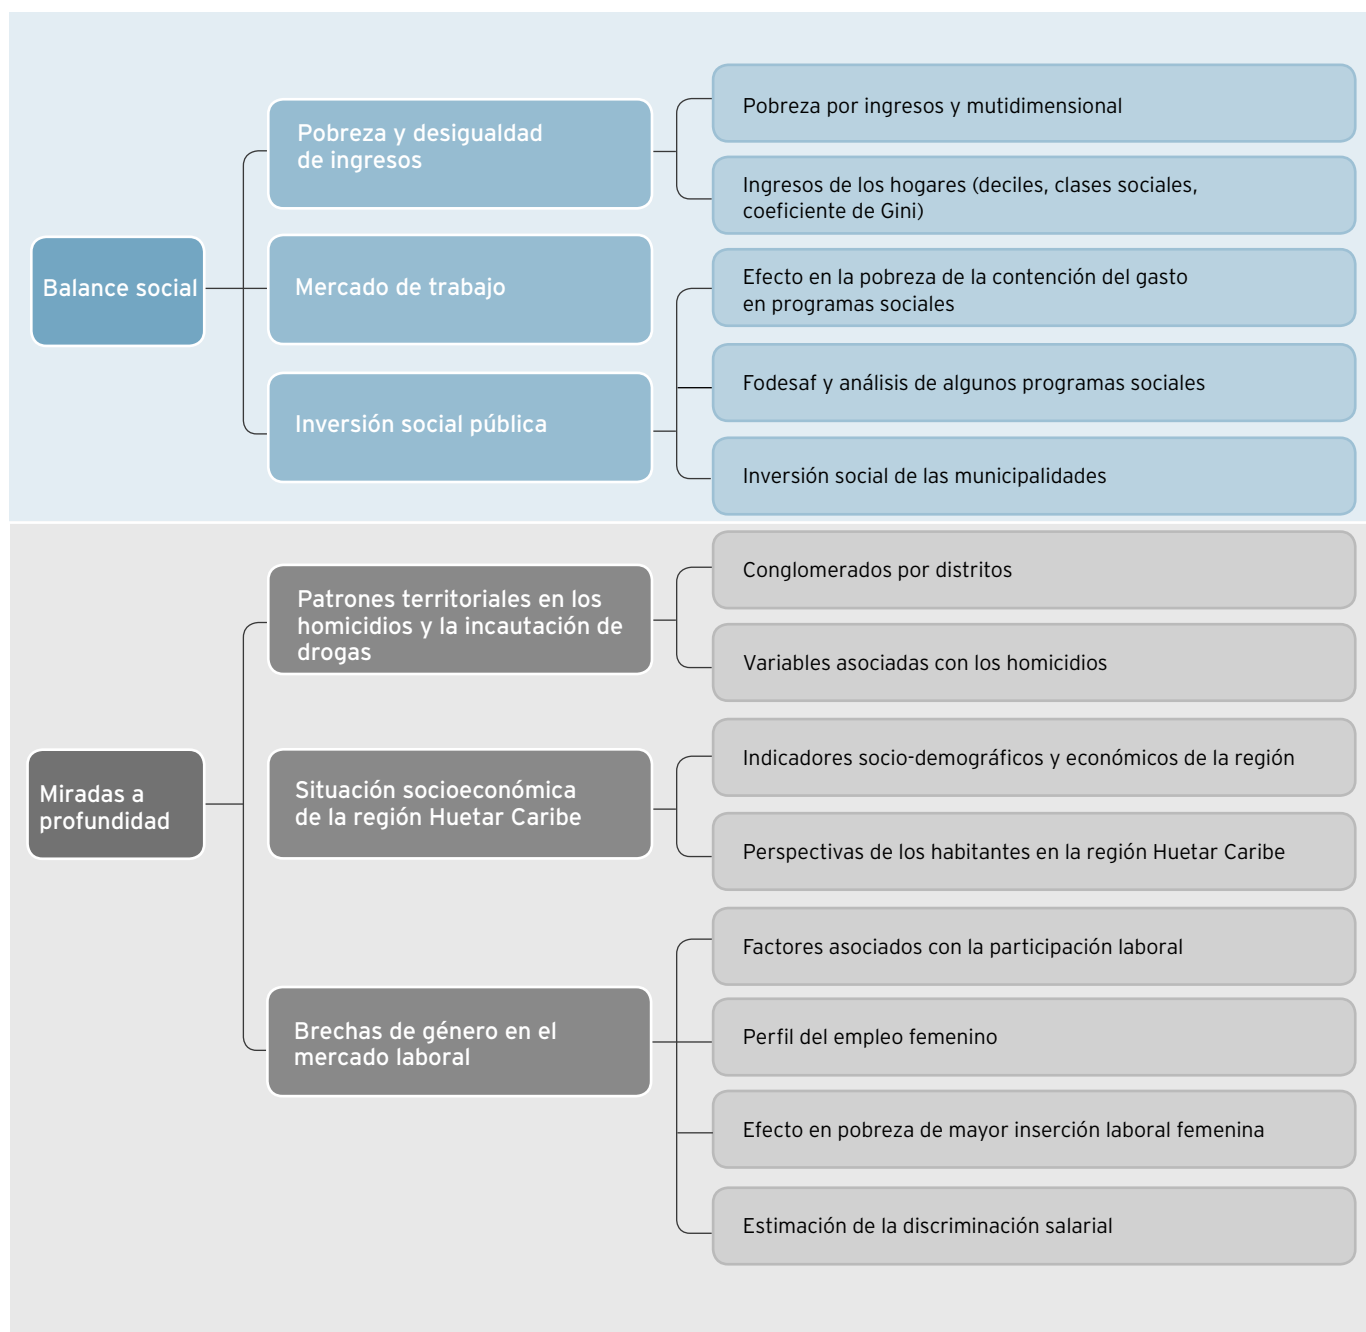 Balance social
Pobreza y desigualdad
de ingresos
Pobreza por ingresos y mutidimensional
Ingresos de los hogares (deciles, clases sociales,
coeficiente de Gini)
Mercado de trabajo
Inversión social pública
Efecto en la pobreza de la contención del gasto
en programas sociales
Fodesaf y análisis de algunos programas sociales
Inversión social de las municipalidades
Miradas a
profundidad
Patrones territoriales en los
homicidios y la incautación de
drogas
Conglomerados por distritos
Variables asociadas con los homicidios
Situación socioeconómica
de la región Huetar Caribe
Indicadores socio-demográficos y económicos de la región
Perspectivas de los habitantes en la región Huetar Caribe
Brechas de género en el
mercado laboral
Factores asociados con la participación laboral
Perfil del empleo femenino
Efecto en pobreza de mayor inserción laboral femenina
Estimación de la discriminación salarial